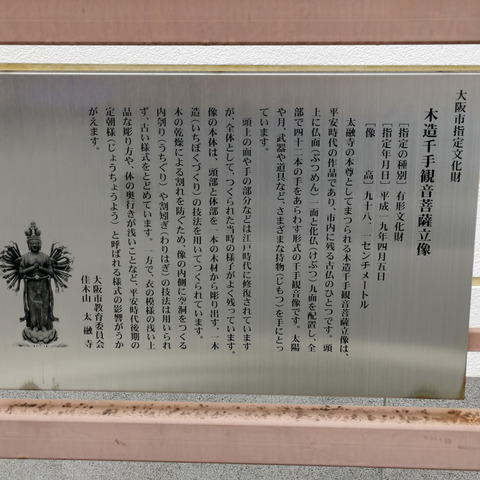 大阪市指定文化財
木造千手観音菩薩立像
［指定の種別］有形文化財
［指定年月日］平成一九年四月五日
［像　　　高］九十八．一センチメートル
太融寺の本尊としてまつられる木造千手観音菩薩立像は、
平安時代の作品であり、市内に残る古仏のひとつです。頭
上に仏面（ぶつめん）一面と化仏（けぶつ）九面を配置し、全
部で四十二本の手をあらわす形式の千手観音像です。太陽
や月、武器や道具など、さまざまな持物（じもつ）を手にとっ
ています。
頭上の面や手の部分などは江戸時代に修復されています
が、全体として、つくられた当時の様子がよく残っています。
像の本体は、頭部と体部を一本の木材から彫り出す、一木
造（いちぼくづくり）の技法を用いてつくられています。
木の乾燥による割れを防ぐため、像の内側に空洞をつくる
内刳り（うちぐり）や割矧ぎ（わりはぎ）の技法は用いられ
ず、古い様式をとどめています。一方で、衣の模様の浅い上
品な彫り方や、体の奥行きが浅いことなど、平安時代後期の
定朝様（じょうちょうよう）と呼ばれる様式の影響がうか
がえます。
大阪市教育委員会
佳木山　太融寺